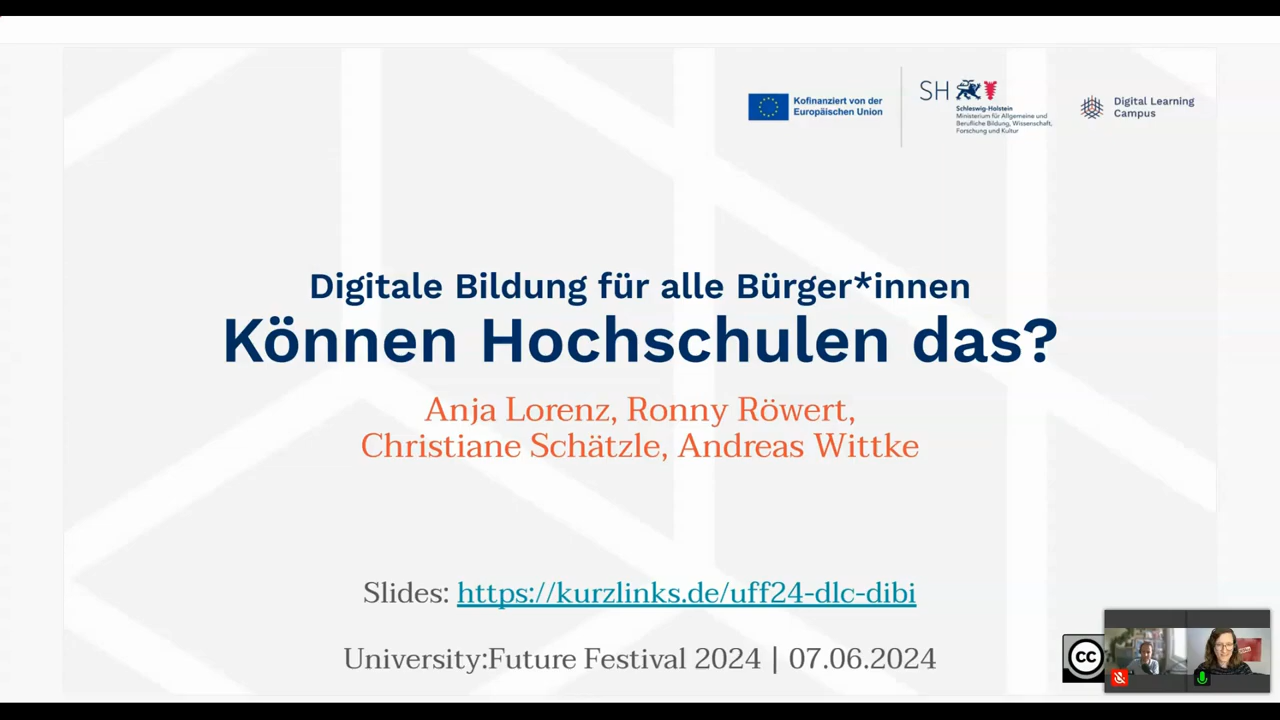 Kofinanziert von der
Europäischen Union
SH
Schleswig-Holstein
Ministerium für Allgemeine und
Berufliche Bildung, Wissenschaft,
Forschung und Kultur
Digital Learning
Campus
Digitale Bildung für alle Bürger*innen
Können Hochschulen das?
Anja Lorenz, Ronny Röwert,
Christiane Schätzle, Andreas Wittke
Slides: https://kurzlinks.de/uff24-dlc-dibi
University:Future Festival 2024 | 07.06.2024
cc